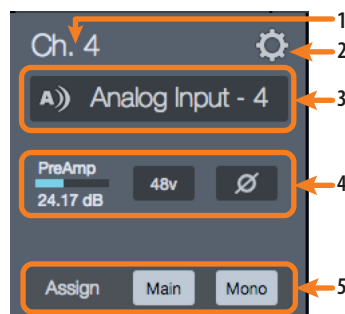 Ch. 4
1
2
A)) Analog Input - 4
3
PreAmp
24.17 dB
48v
Ø
4
Assign
Main
Mono
5